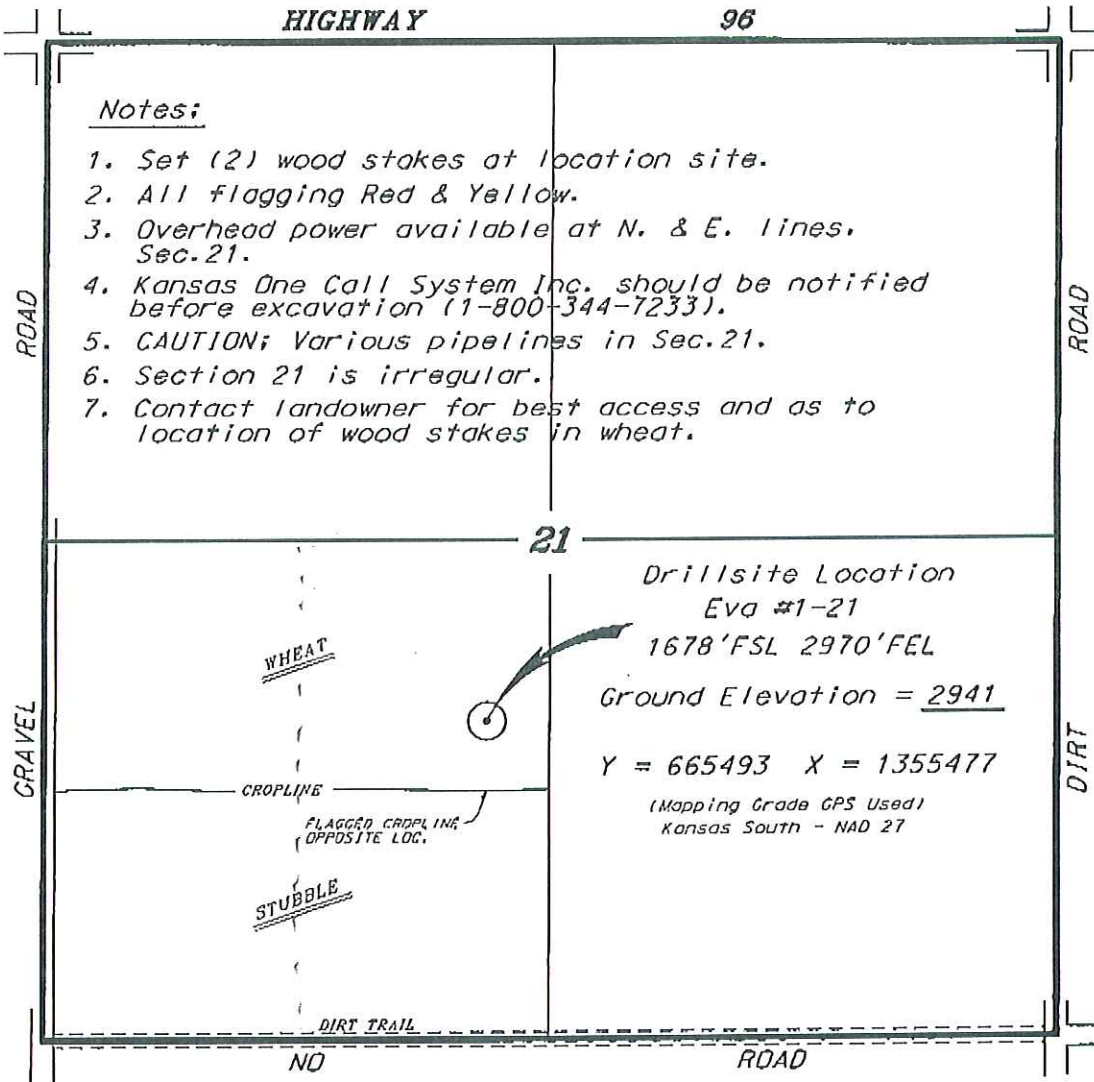 HIGHWAY 96
Notes:
1. Set (2) wood stakes at location site.
2. All flagging Red & Yellow.
3. Overhead power available at N. & E. lines.
Sec.21.
4. Kansas One Call System Inc. should be notified
before excavation (1-800-344-7233).
5. CAUTION; Various pipelines in Sec.21.
6. Section 21 is irregular.
7. Contact landowner for best access and as to
location of wood stakes in wheat.
ROAD
ROAD
21
Drillsite Location
Eva #1-21
1678'FSL 2970'FEL
Ground Elevation = 2941
Y = 665493 X = 1355477
(Mapping Grade GPS Used)
Kansas South - NAD 27
WHEAT
GRAVEL
DIRT
CROPLINE
FLAGGED CROPLINE
OPPOSITE LOC.
STUBBLE
DIRT TRAIL
NO ROAD